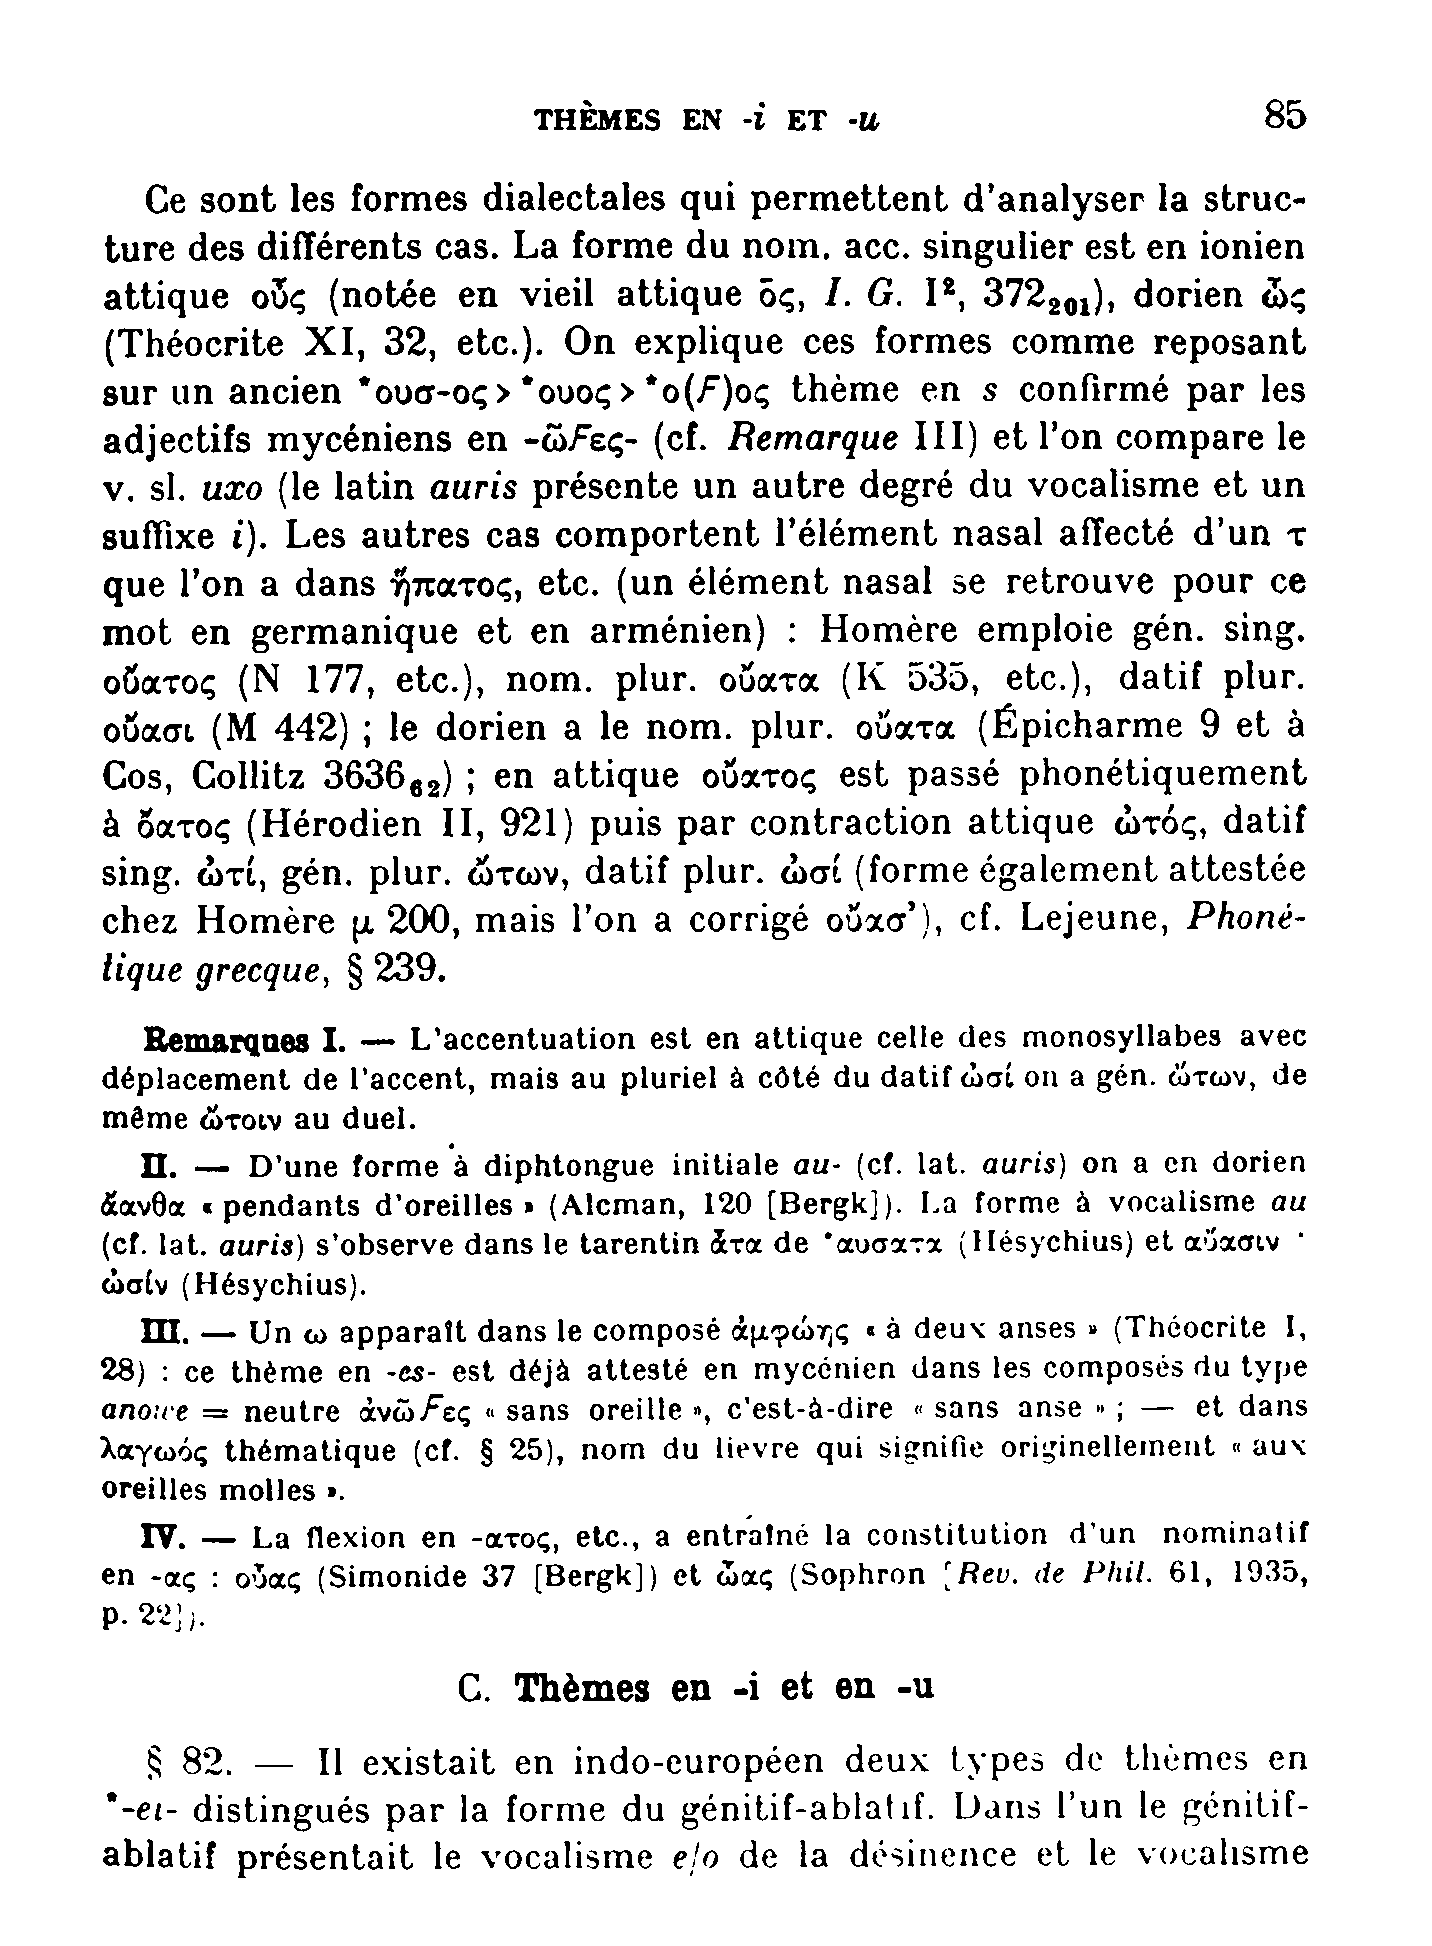 THÈMES EN -i ET -u 85
Ce sont les formes dialectales qui permettent d'analyser la struc-
ture des différents cas. La forme du nom. acc. singulier est en ionien
attique οὖς (notée en vieil attique ὂ̄ς, I. G. I², 372₂₀₁), dorien ὦς
(Théocrite XI, 32, etc.). On explique ces formes comme reposant
sur un ancien *ουσ-ος > *ουος > *ο(F)ος thème en s confirmé par les
adjectifs mycéniens en -ῶFες- (cf. Remarque III) et l'on compare le
v. sl. uxo (le latin auris présente un autre degré du vocalisme et un
suffixe i). Les autres cas comportent l'élément nasal affecté d'un τ
que l'on a dans ἥπατος, etc. (un élément nasal se retrouve pour ce
mot en germanique et en arménien) : Homère emploie gén. sing.
οὔατος (N 177, etc.), nom. plur. οὔατα (K 535, etc.), datif plur.
οὔασι (M 442) ; le dorien a le nom. plur. οὔατα (Épicharme 9 et à
Cos, Collitz 3636₆₂) ; en attique οὔατος est passé phonétiquement
à ὄατος (Hérodien II, 921) puis par contraction attique ὠτός, datif
sing. ὠτί, gén. plur. ὤτων, datif plur. ὠσί (forme également attestée
chez Homère μ 200, mais l'on a corrigé οὔασ'), cf. Lejeune, Phoné-
tique grecque, § 239.
Remarques I. — L'accentuation est en attique celle des monosyllabes avec
déplacement de l'accent, mais au pluriel à côté du datif ὠσί on a gén. ὤτων, de
même ὤτοιν au duel.
II. — D'une forme à diphtongue initiale au- (cf. lat. auris) on a en dorien
ἄανθα « pendants d'oreilles » (Alcman, 120 [Bergk]). La forme à vocalisme au
(cf. lat. auris) s'observe dans le tarentin ἆτα de *αυσατα (Hésychius) et αὔασιν ·
ὠσίν (Hésychius).
III. — Un ω apparaît dans le composé ἀμφώης « à deux anses » (Théocrite I,
28) : ce thème en -es- est déjà attesté en mycénien dans les composés du type
anowe = neutre ἀνῶFες « sans oreille », c'est-à-dire « sans anse » ; — et dans
λαγωός thématique (cf. § 25), nom du lièvre qui signifie originellement « aux
oreilles molles ».
IV. — La flexion en -ατος, etc., a entraîné la constitution d'un nominatif
en -ας : οὖας (Simonide 37 [Bergk]) et ὦας (Sophron [Rev. de Phil. 61, 1935,
p. 22]).
C. Thèmes en -i et en -u
§ 82. — Il existait en indo-européen deux types de thèmes en
*-ei- distingués par la forme du génitif-ablatif. Dans l'un le génitif-
ablatif présentait le vocalisme e/o de la désinence et le vocalisme